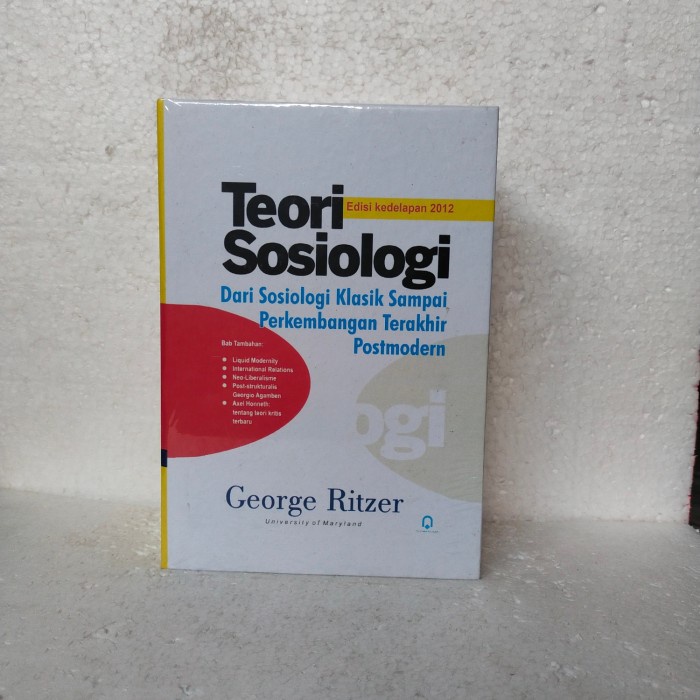 Teori
Edisi kedelapan 2012
Sosiologi
Dari Sosiologi Klasik Sampai
Perkembangan Terakhir
Postmodern
Bab Tambahan:
Liquid Modernity
International Relations
Neo-Liberalisme
Post-strukturalis
Georgio Agamben
Axel Honneth:
tentang teori kritis
terbaru
ogi
George Ritzer
University of Maryland